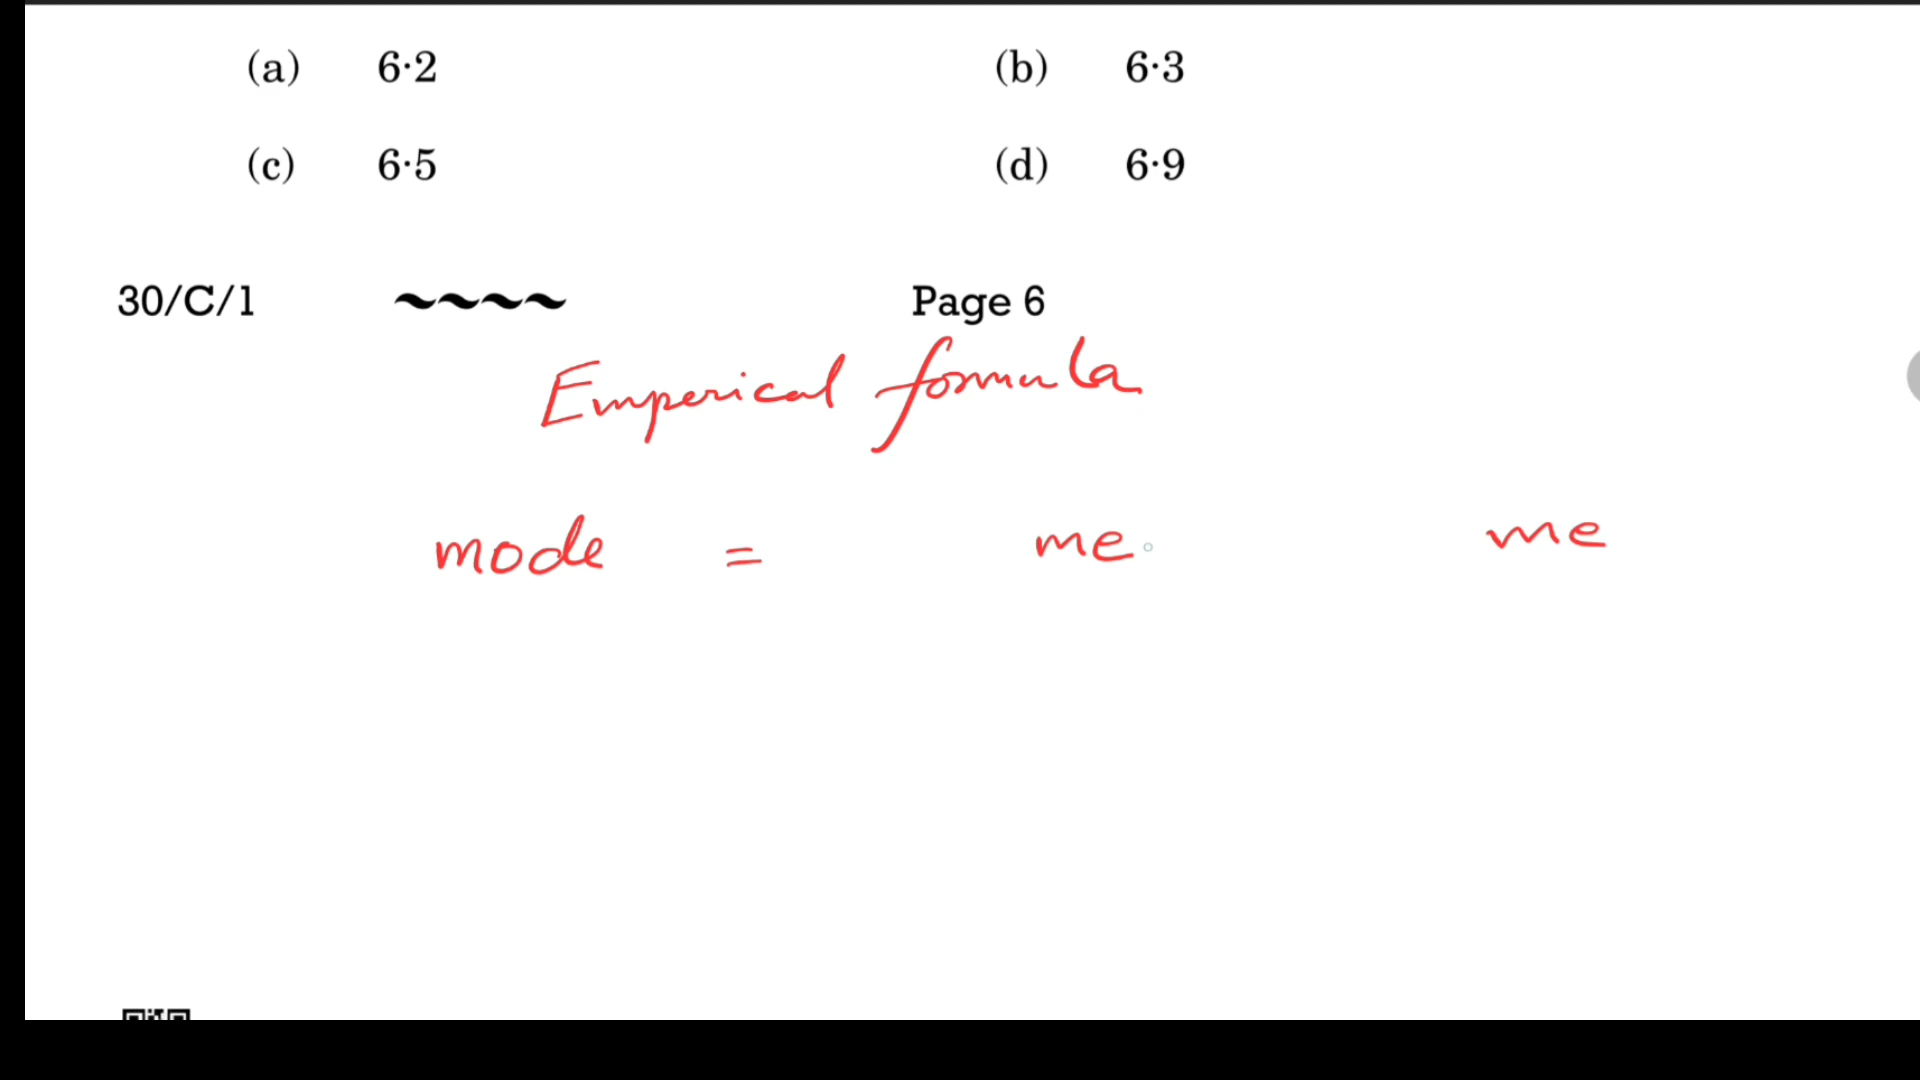 (a) 6·2 (b) 6·3
(c) 6·5 (d) 6·9
30/C/1 ~~~~ Page 6
Emperical formula
mode = me me